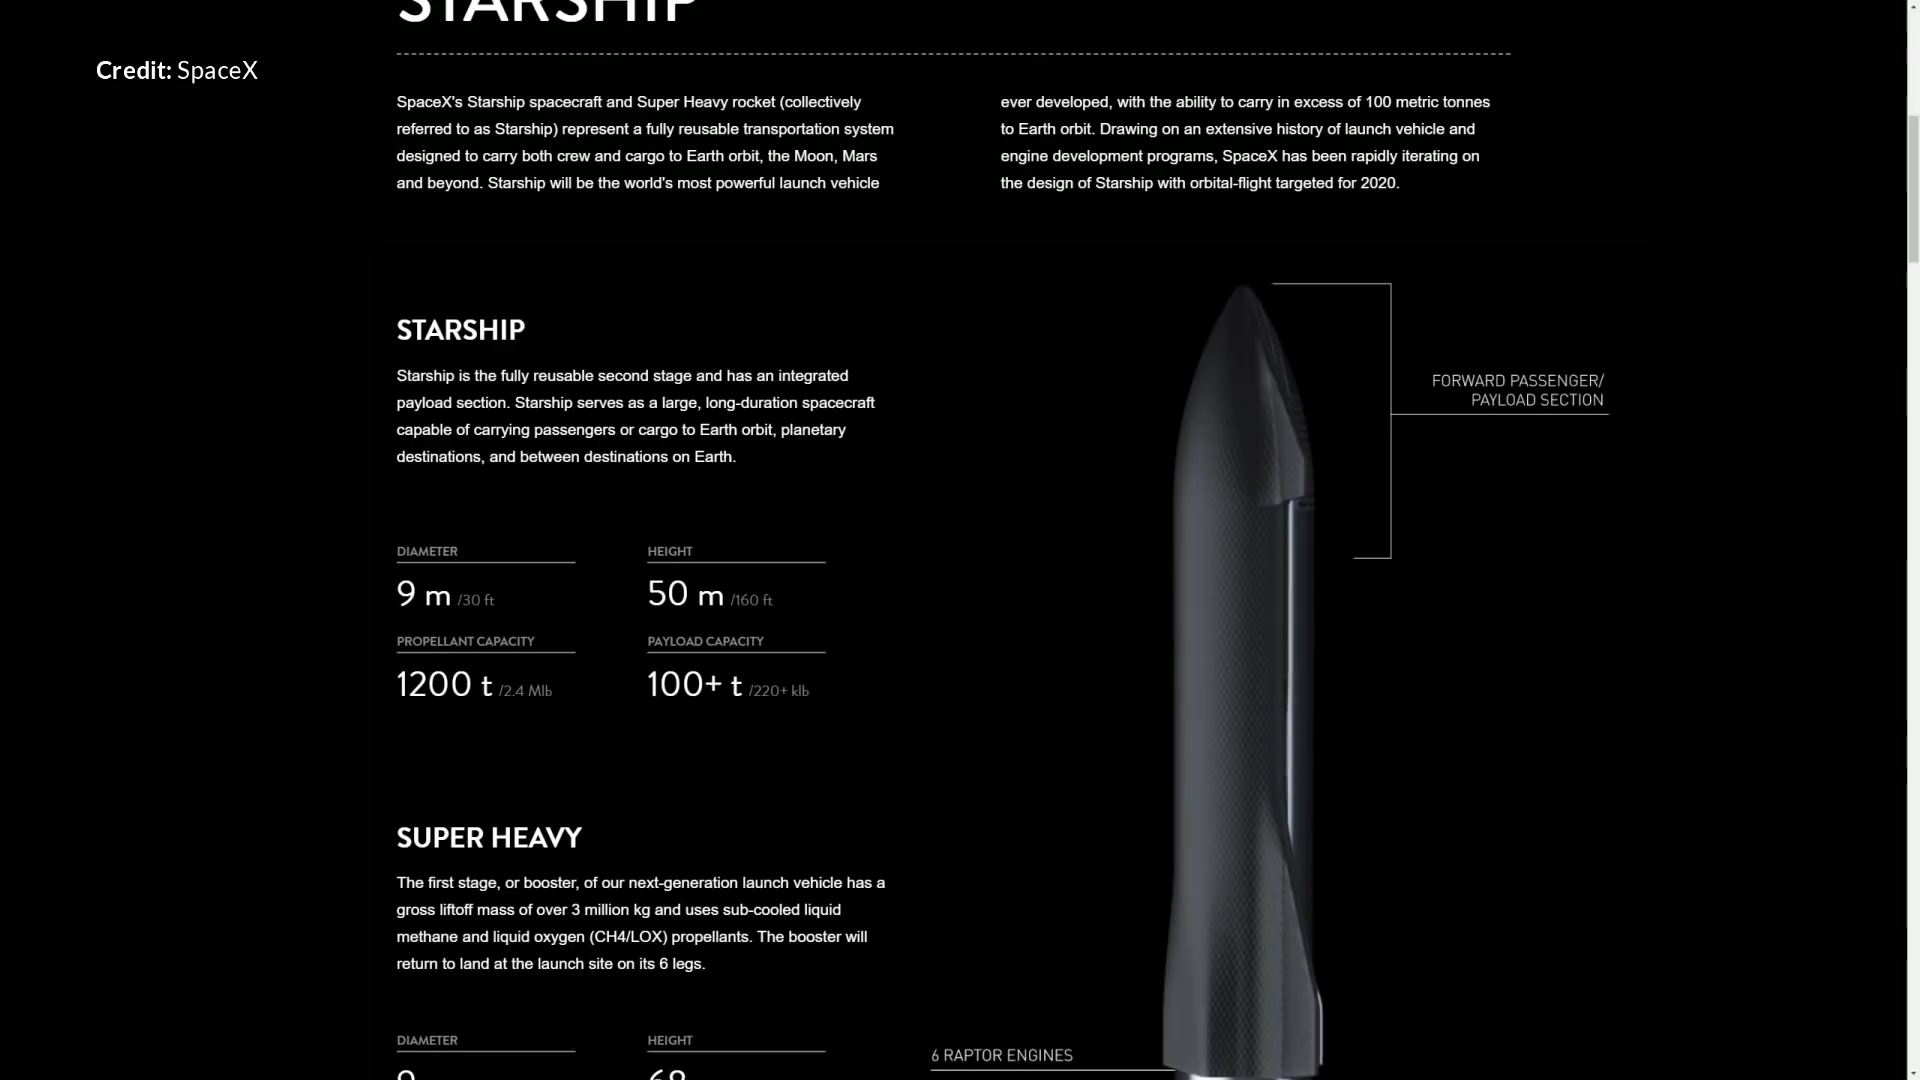 STARSHIP
Credit: SpaceX
SpaceX's Starship spacecraft and Super Heavy rocket (collectively
referred to as Starship) represent a fully reusable transportation system
designed to carry both crew and cargo to Earth orbit, the Moon, Mars
and beyond. Starship will be the world's most powerful launch vehicle
ever developed, with the ability to carry in excess of 100 metric tonnes
to Earth orbit. Drawing on an extensive history of launch vehicle and
engine development programs, SpaceX has been rapidly iterating on
the design of Starship with orbital-flight targeted for 2020.
STARSHIP
Starship is the fully reusable second stage and has an integrated
payload section. Starship serves as a large, long-duration spacecraft
capable of carrying passengers or cargo to Earth orbit, planetary
destinations, and between destinations on Earth.
FORWARD PASSENGER/
PAYLOAD SECTION
DIAMETER
9 m /30 ft
HEIGHT
50 m /160 ft
PROPELLANT CAPACITY
1200 t /2.4 Mlb
PAYLOAD CAPACITY
100+ t /220+ klb
SUPER HEAVY
The first stage, or booster, of our next-generation launch vehicle has a
gross liftoff mass of over 3 million kg and uses sub-cooled liquid
methane and liquid oxygen (CH4/LOX) propellants. The booster will
return to land at the launch site on its 6 legs.
DIAMETER
HEIGHT
6 RAPTOR ENGINES